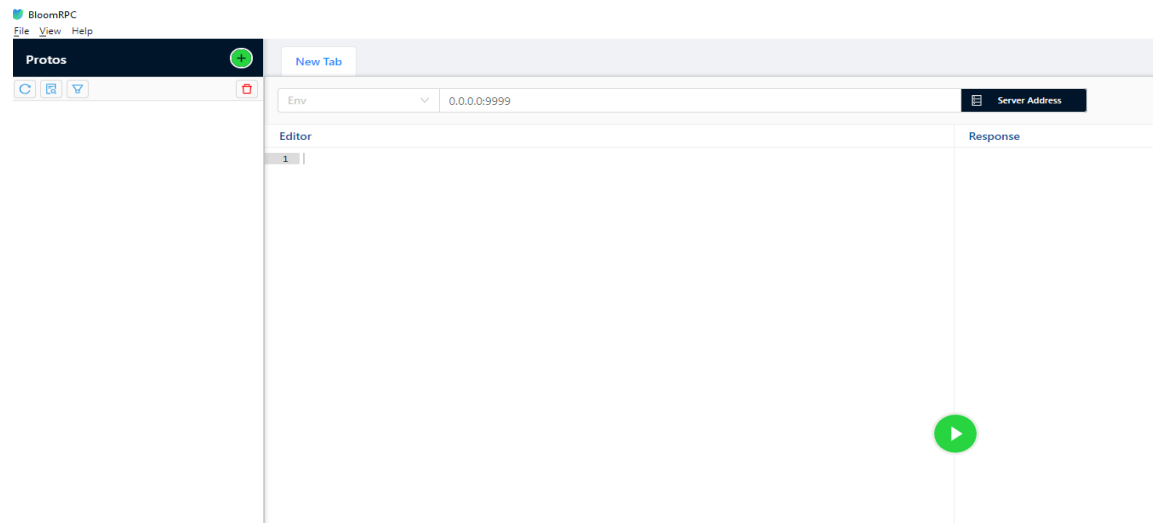 BloomRPC
File View Help
Protos
New Tab
Env
0.0.0.0:9999
Server Address
Editor
Response
1